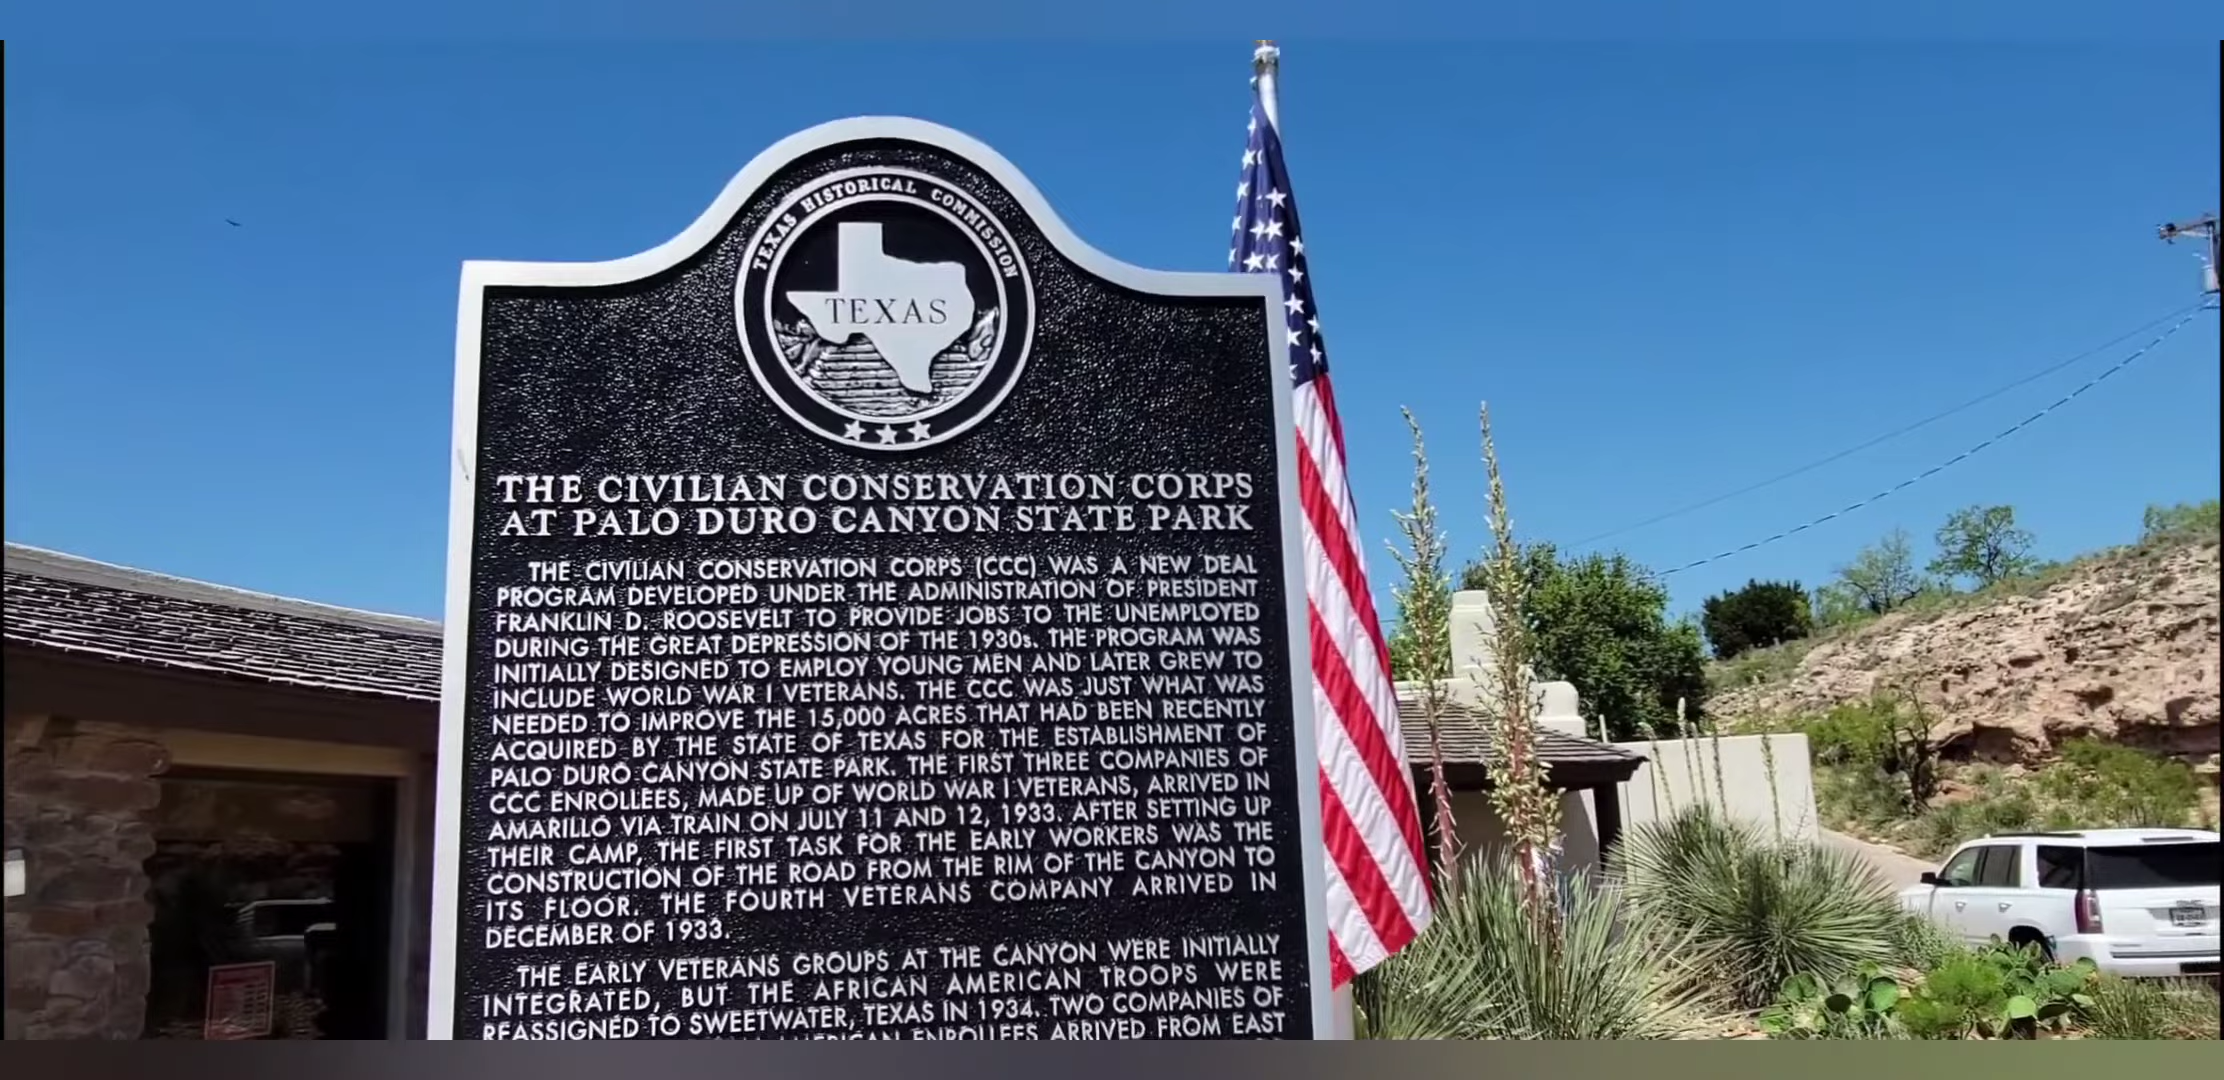 TEXAS HISTORICAL COMMISSION
TEXAS
THE CIVILIAN CONSERVATION CORPS
AT PALO DURO CANYON STATE PARK
THE CIVILIAN CONSERVATION CORPS (CCC) WAS A NEW DEAL
PROGRAM DEVELOPED UNDER THE ADMINISTRATION OF PRESIDENT
FRANKLIN D. ROOSEVELT TO PROVIDE JOBS TO THE UNEMPLOYED
DURING THE GREAT DEPRESSION OF THE 1930s. THE PROGRAM WAS
INITIALLY DESIGNED TO EMPLOY YOUNG MEN AND LATER GREW TO
INCLUDE WORLD WAR I VETERANS. THE CCC WAS JUST WHAT WAS
NEEDED TO IMPROVE THE 15,000 ACRES THAT HAD BEEN RECENTLY
ACQUIRED BY THE STATE OF TEXAS FOR THE ESTABLISHMENT OF
PALO DURO CANYON STATE PARK. THE FIRST THREE COMPANIES OF
CCC ENROLLEES, MADE UP OF WORLD WAR I VETERANS, ARRIVED IN
AMARILLO VIA TRAIN ON JULY 11 AND 12, 1933. AFTER SETTING UP
THEIR CAMP, THE FIRST TASK FOR THE EARLY WORKERS WAS THE
CONSTRUCTION OF THE ROAD FROM THE RIM OF THE CANYON TO
ITS FLOOR. THE FOURTH VETERANS COMPANY ARRIVED IN
DECEMBER OF 1933.
THE EARLY VETERANS GROUPS AT THE CANYON WERE INITIALLY
INTEGRATED, BUT THE AFRICAN AMERICAN TROOPS WERE
REASSIGNED TO SWEETWATER, TEXAS IN 1934. TWO COMPANIES OF
AMERICAN ENROLLEES ARRIVED FROM EAST